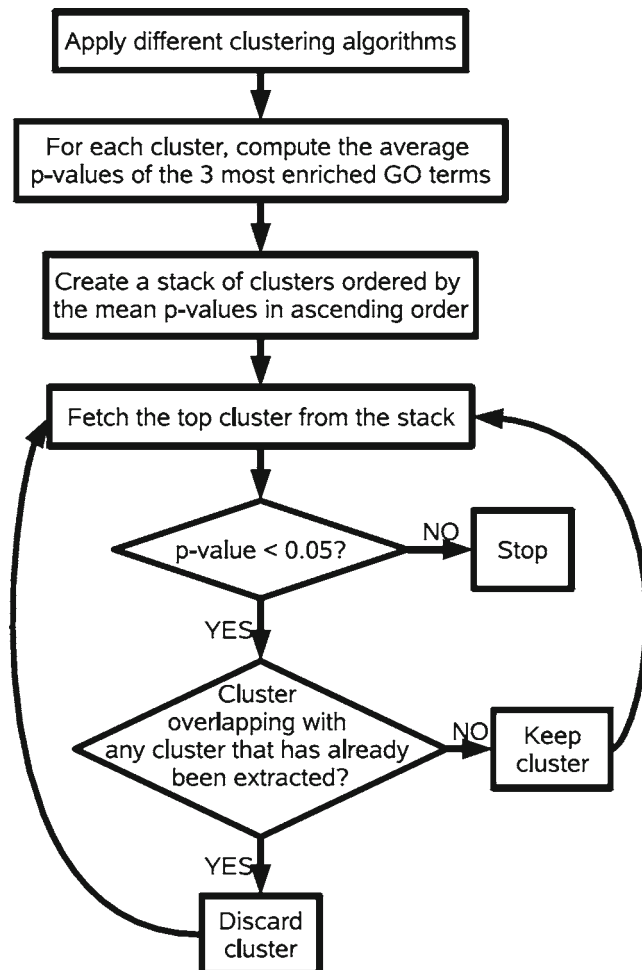 Apply different clustering algorithms
For each cluster, compute the average
p-values of the 3 most enriched GO terms
Create a stack of clusters ordered by
the mean p-values in ascending order
Fetch the top cluster from the stack
p-value < 0.05?
NO
Stop
YES
Cluster
overlapping with
any cluster that has already
been extracted?
NO
Keep
cluster
YES
Discard
cluster